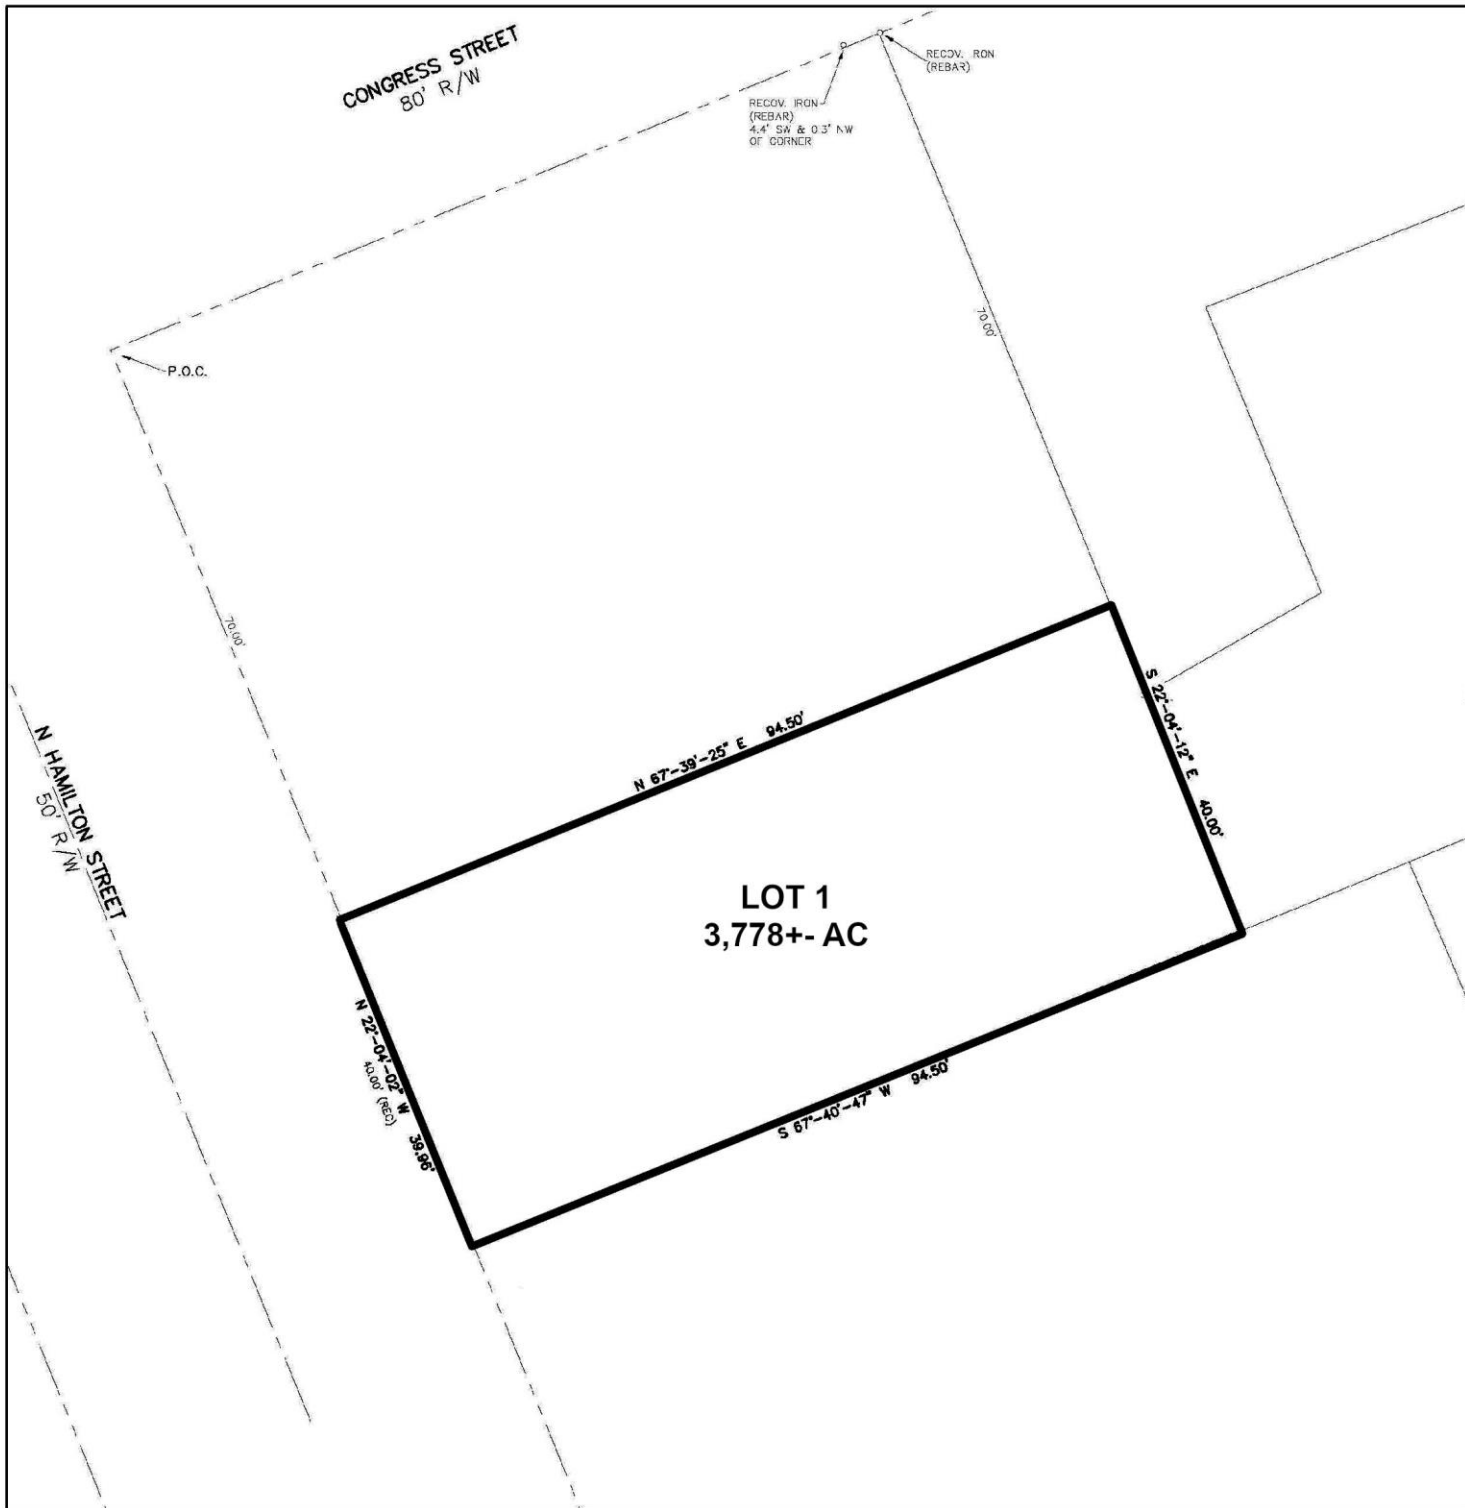 CONGRESS STREET
80' R/W
RECOV. RON
(REBAR)
RECOV. IRON
(REBAR)
4.4' SW & 0.3' NW
OF CORNER
P.O.C.
70.00'
70.00'
N HAMILTON STREET
50' R/W
N 67°-39'-25" E 94.50'
S 22°-04'-12" E 40.00'
LOT 1
3,778+- AC
N 22°-04'-02" W 39.96'
40.00' (REC)
S 67°-40'-47" W 94.50'